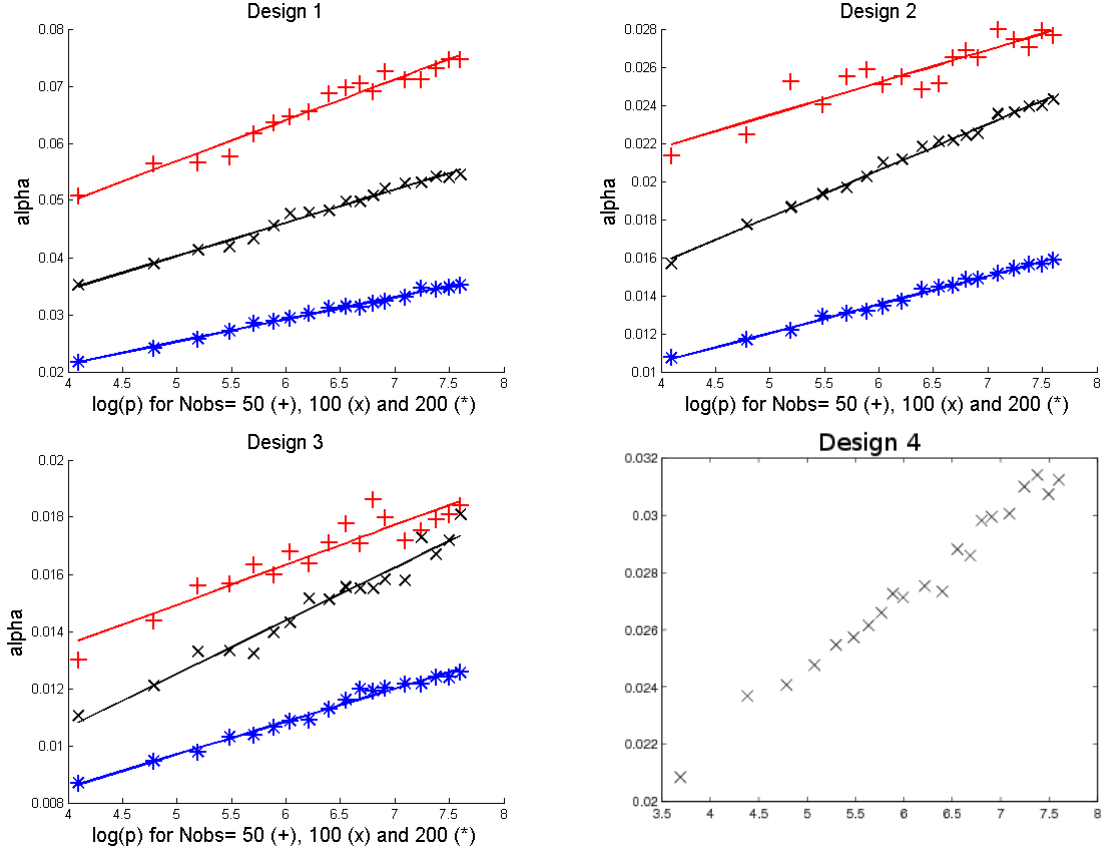 Design 1
alpha
0.08
0.07
0.06
0.05
0.04
0.03
0.02
4 4.5 5 5.5 6 6.5 7 7.5 8
log(p) for Nobs= 50 (+), 100 (x) and 200 (*)
Design 2
alpha
0.028
0.026
0.024
0.022
0.02
0.018
0.016
0.014
0.012
0.01
4 4.5 5 5.5 6 6.5 7 7.5 8
log(p) for Nobs= 50 (+), 100 (x) and 200 (*)
Design 3
alpha
0.02
0.018
0.016
0.014
0.012
0.01
0.008
4 4.5 5 5.5 6 6.5 7 7.5 8
log(p) for Nobs= 50 (+), 100 (x) and 200 (*)
Design 4
0.032
0.03
0.028
0.026
0.024
0.022
0.02
3.5 4 4.5 5 5.5 6 6.5 7 7.5 8